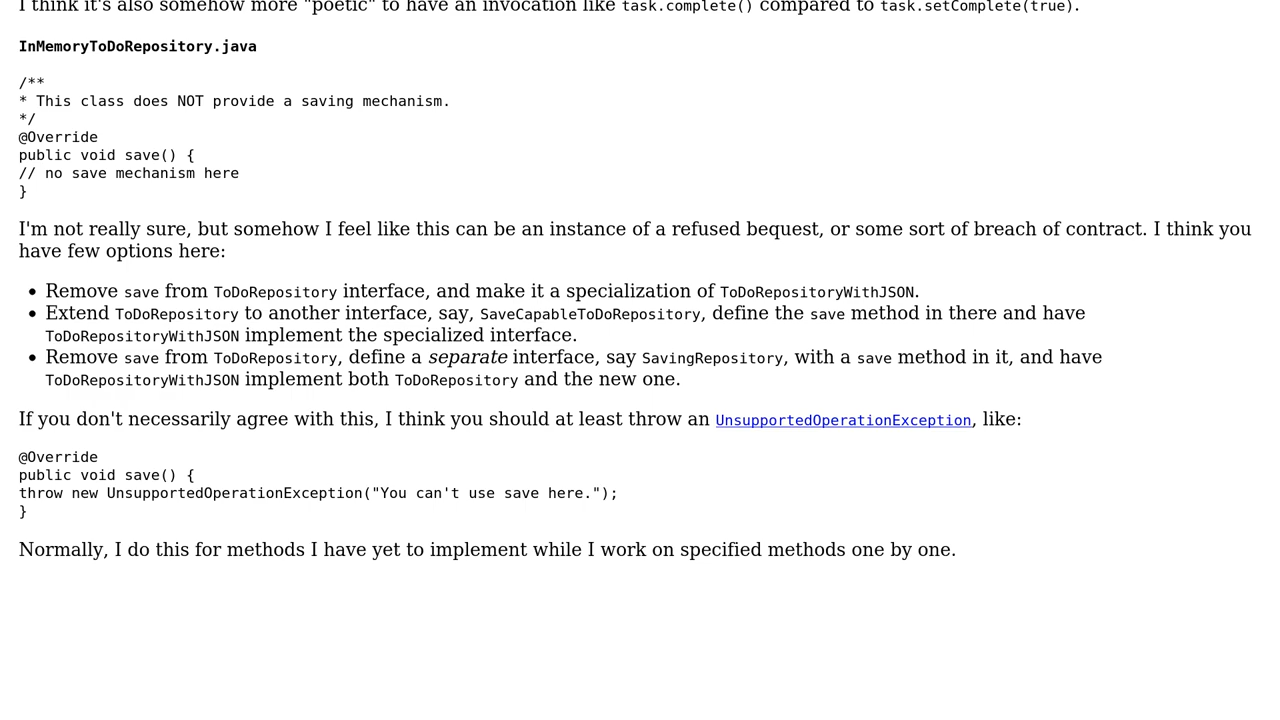 I think it's also somehow more "poetic" to have an invocation like task.complete() compared to task.setComplete(true).
InMemoryToDoRepository.java
/**
* This class does NOT provide a saving mechanism.
*/
@Override
public void save() {
// no save mechanism here
}
I'm not really sure, but somehow I feel like this can be an instance of a refused bequest, or some sort of breach of contract. I think you
have few options here:
• Remove save from ToDoRepository interface, and make it a specialization of ToDoRepositoryWithJSON.
• Extend ToDoRepository to another interface, say, SaveCapableToDoRepository, define the save method in there and have
ToDoRepositoryWithJSON implement the specialized interface.
• Remove save from ToDoRepository, define a separate interface, say SavingRepository, with a save method in it, and have
ToDoRepositoryWithJSON implement both ToDoRepository and the new one.
If you don't necessarily agree with this, I think you should at least throw an UnsupportedOperationException, like:
@Override
public void save() {
throw new UnsupportedOperationException("You can't use save here.");
}
Normally, I do this for methods I have yet to implement while I work on specified methods one by one.